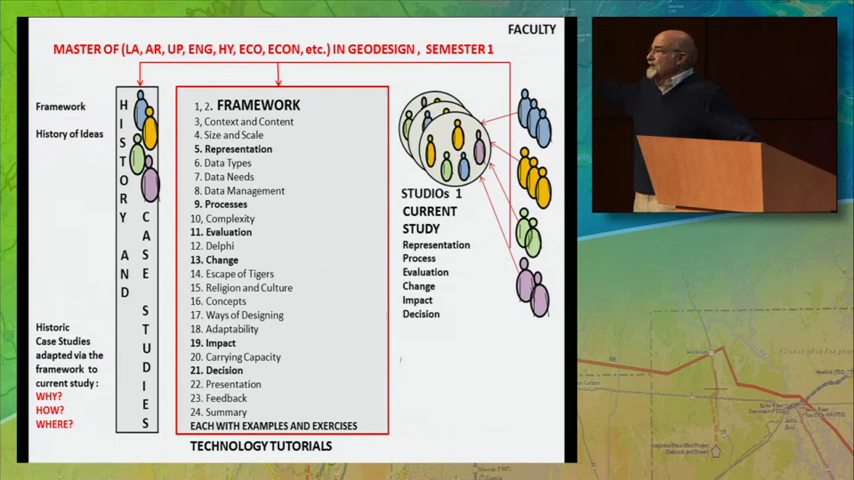 FACULTY
MASTER OF (LA, AR, UP, ENG, HY, ECO, ECON, etc.) IN GEODESIGN , SEMESTER 1
Framework
History of Ideas
HISTORY AND
CASE STUDIES
Historic
Case Studies
adapted via the
framework to
current study :
WHY?
HOW?
WHERE?
1, 2. FRAMEWORK
3, Context and Content
4. Size and Scale
5. Representation
6. Data Types
7. Data Needs
8. Data Management
9. Processes
10, Complexity
11. Evaluation
12. Delphi
13. Change
14. Escape of Tigers
15. Religion and Culture
16. Concepts
17. Ways of Designing
18. Adaptability
19. Impact
20. Carrying Capacity
21. Decision
22. Presentation
23. Feedback
24. Summary
EACH WITH EXAMPLES AND EXERCISES
TECHNOLOGY TUTORIALS
STUDIOs 1
CURRENT
STUDY
Representation
Process
Evaluation
Change
Impact
Decision